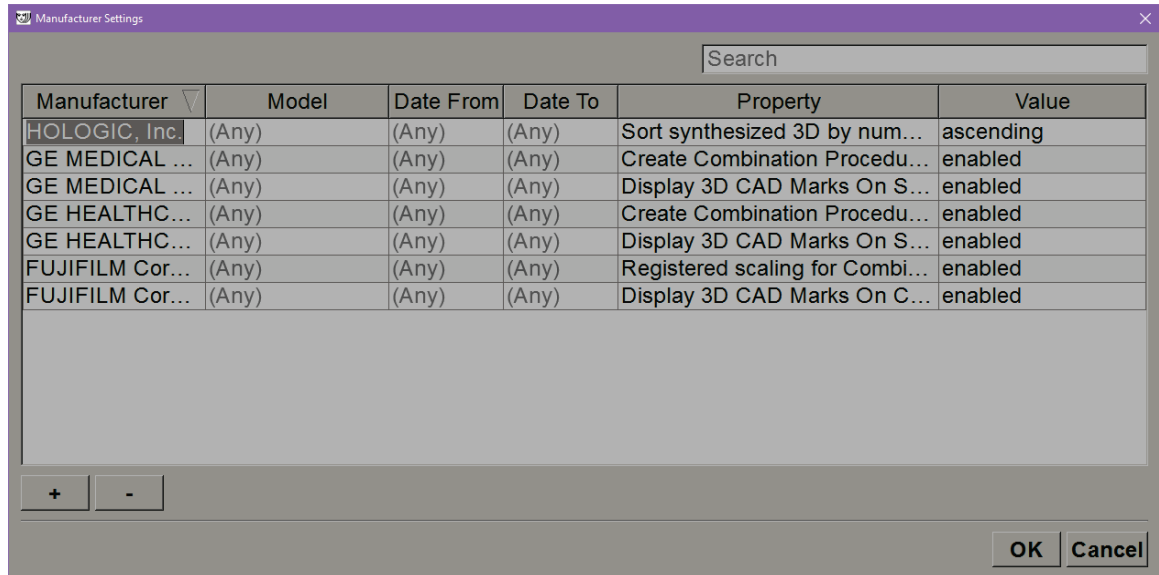 Manufacturer Settings
Search
Manufacturer Model Date From Date To Property Value
HOLOGIC, Inc. (Any) (Any) (Any) Sort synthesized 3D by num... ascending
GE MEDICAL ... (Any) (Any) (Any) Create Combination Procedu... enabled
GE MEDICAL ... (Any) (Any) (Any) Display 3D CAD Marks On S... enabled
GE HEALTHC... (Any) (Any) (Any) Create Combination Procedu... enabled
GE HEALTHC... (Any) (Any) (Any) Display 3D CAD Marks On S... enabled
FUJIFILM Cor... (Any) (Any) (Any) Registered scaling for Combi... enabled
FUJIFILM Cor... (Any) (Any) (Any) Display 3D CAD Marks On C... enabled
+ -
OK Cancel